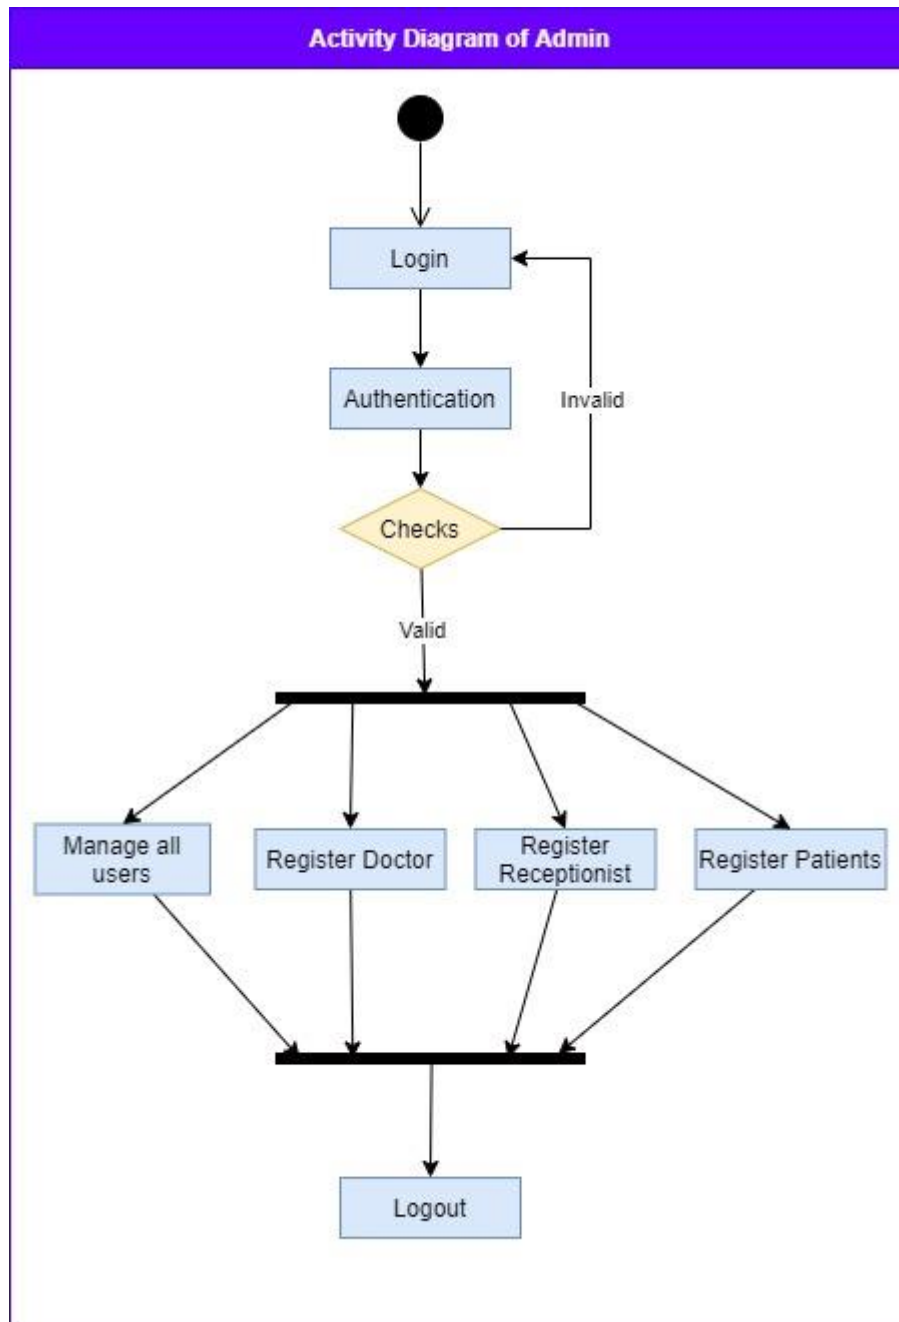 Activity Diagram of Admin
Login
Authentication
Invalid
Checks
Valid
Manage all
users
Register Doctor
Register
Receptionist
Register Patients
Logout